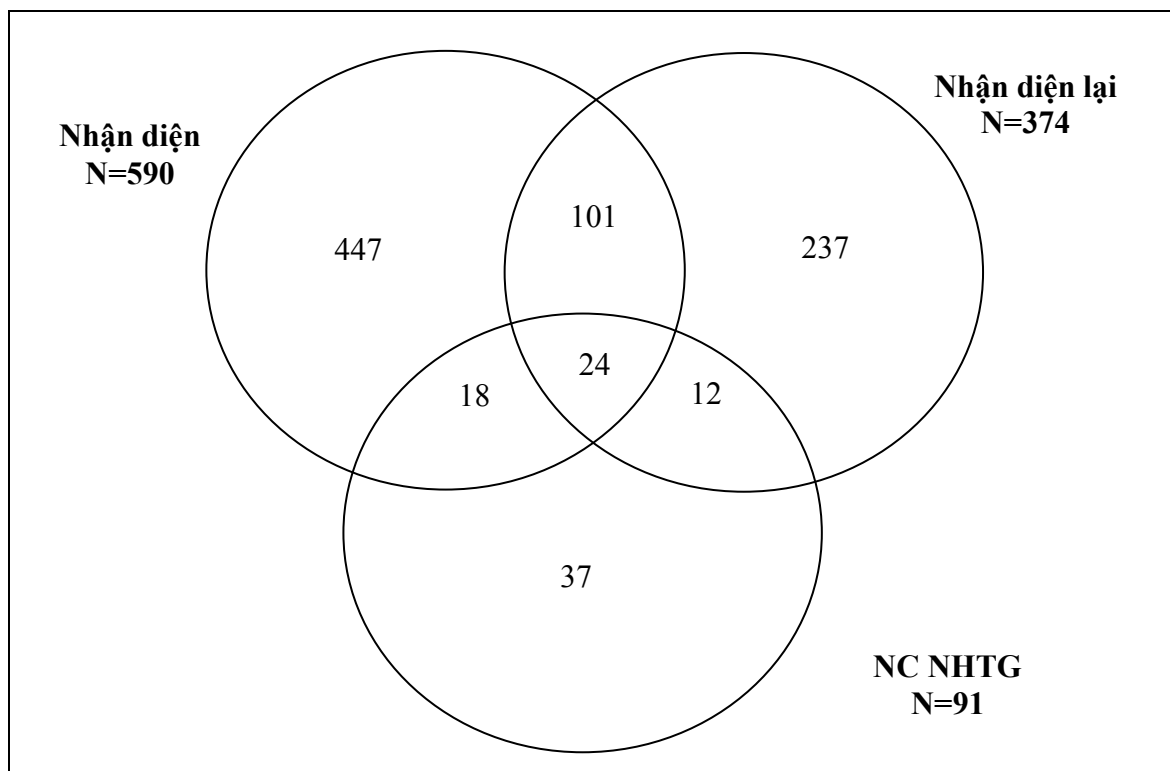 Nhận diện
N=590
Nhận diện lại
N=374
447
101
237
18
24
12
37
NC NHTG
N=91